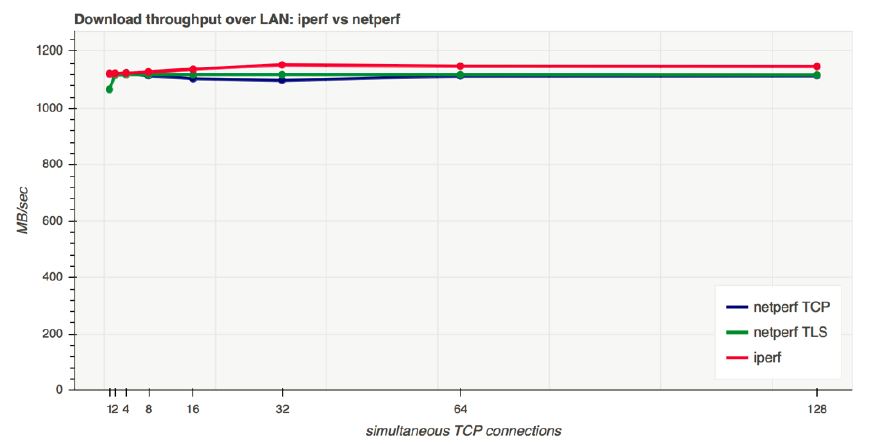 Download throughput over LAN: iperf vs netperf
1200
1000
800
600
400
200
0
MB/sec
netperf TCP
netperf TLS
iperf
1 2 4 8 16 32 64 128
simultaneous TCP connections